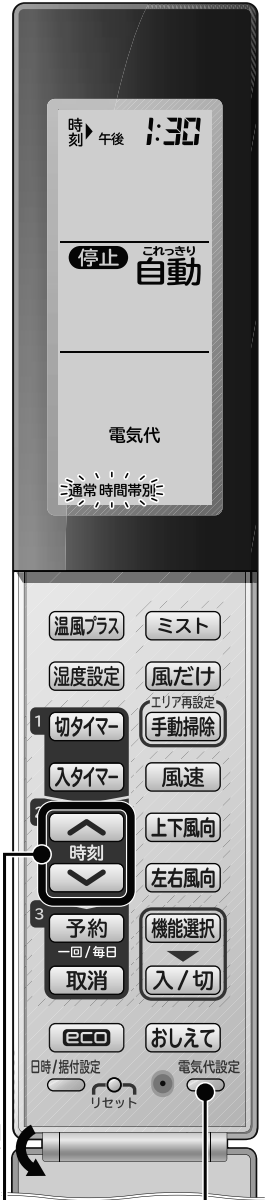 時刻 午後 1:30
停止 これっきり自動
電気代
通常 時間帯別
温風プラス ミスト
湿度設定 風だけ
エリア再設定
1 切タイマー 手動掃除
入タイマー 風速
2
上下風向
時刻
左右風向
3 予約 機能選択
一回/毎日
取消 入/切
eco おしえて
日時/据付設定 電気代設定
リセット